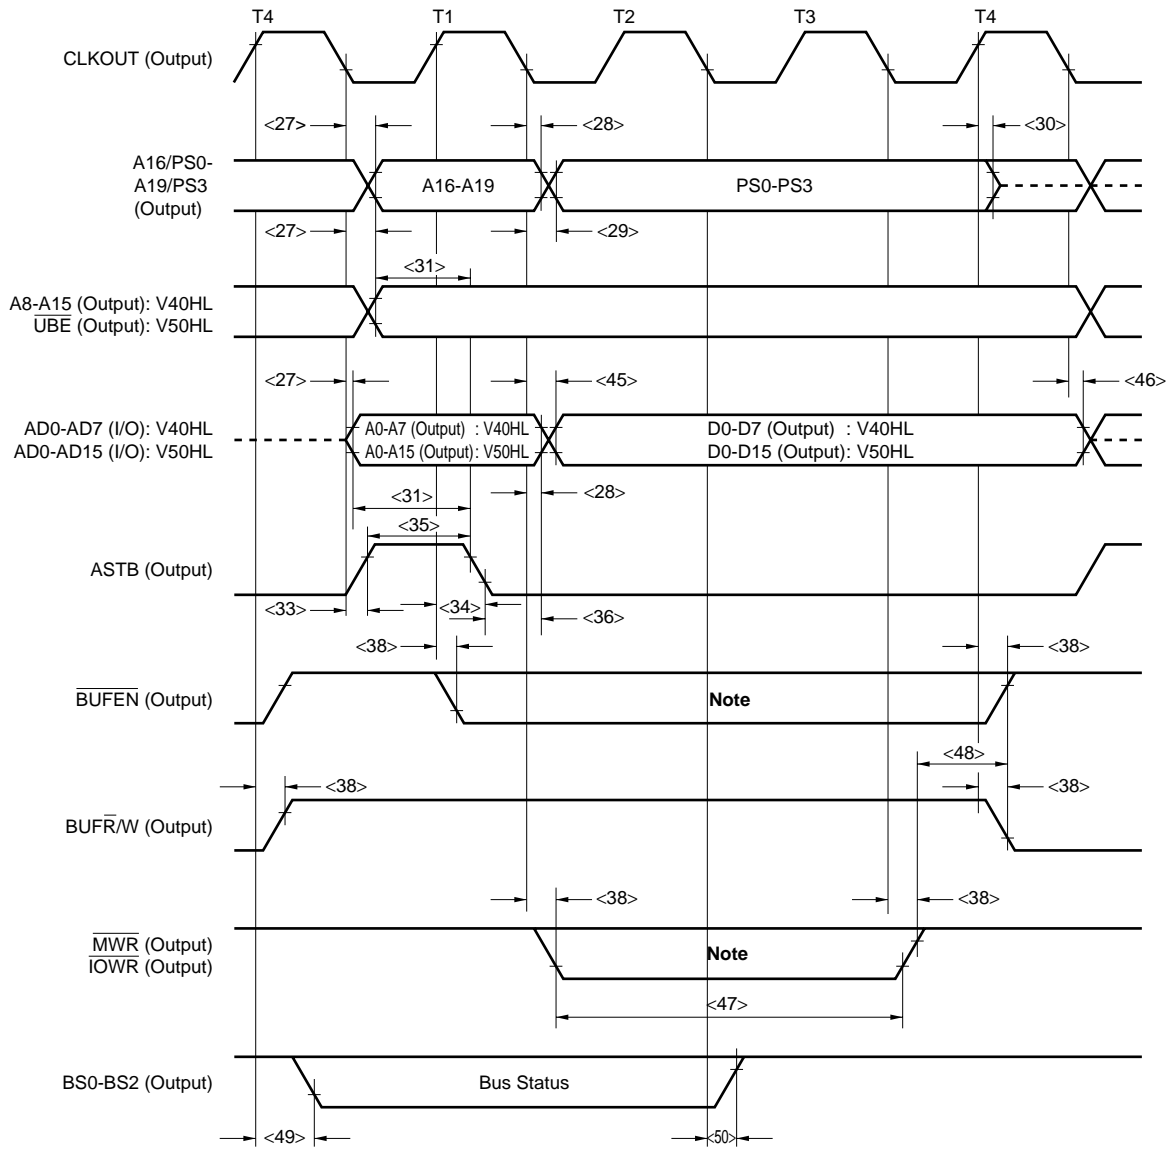 T4 T1 T2 T3 T4
CLKOUT (Output)
<27> <28> <30>
A16/PS0-
A19/PS3
(Output)
A16-A19 PS0-PS3
<27> <29>
<31>
A8-A15 (Output): V40HL
UBE (Output): V50HL
<27> <45> <46>
AD0-AD7 (I/O): V40HL
AD0-AD15 (I/O): V50HL
A0-A7 (Output) : V40HL
A0-A15 (Output): V50HL
D0-D7 (Output) : V40HL
D0-D15 (Output): V50HL
<31> <28>
<35>
ASTB (Output)
<33> <34> <36>
<38> <38>
BUFEN (Output) Note
<48>
<38> <38>
BUFR/W (Output)
<38> <38>
MWR (Output)
IOWR (Output)
Note
<47>
BS0-BS2 (Output) Bus Status
<49> <50>